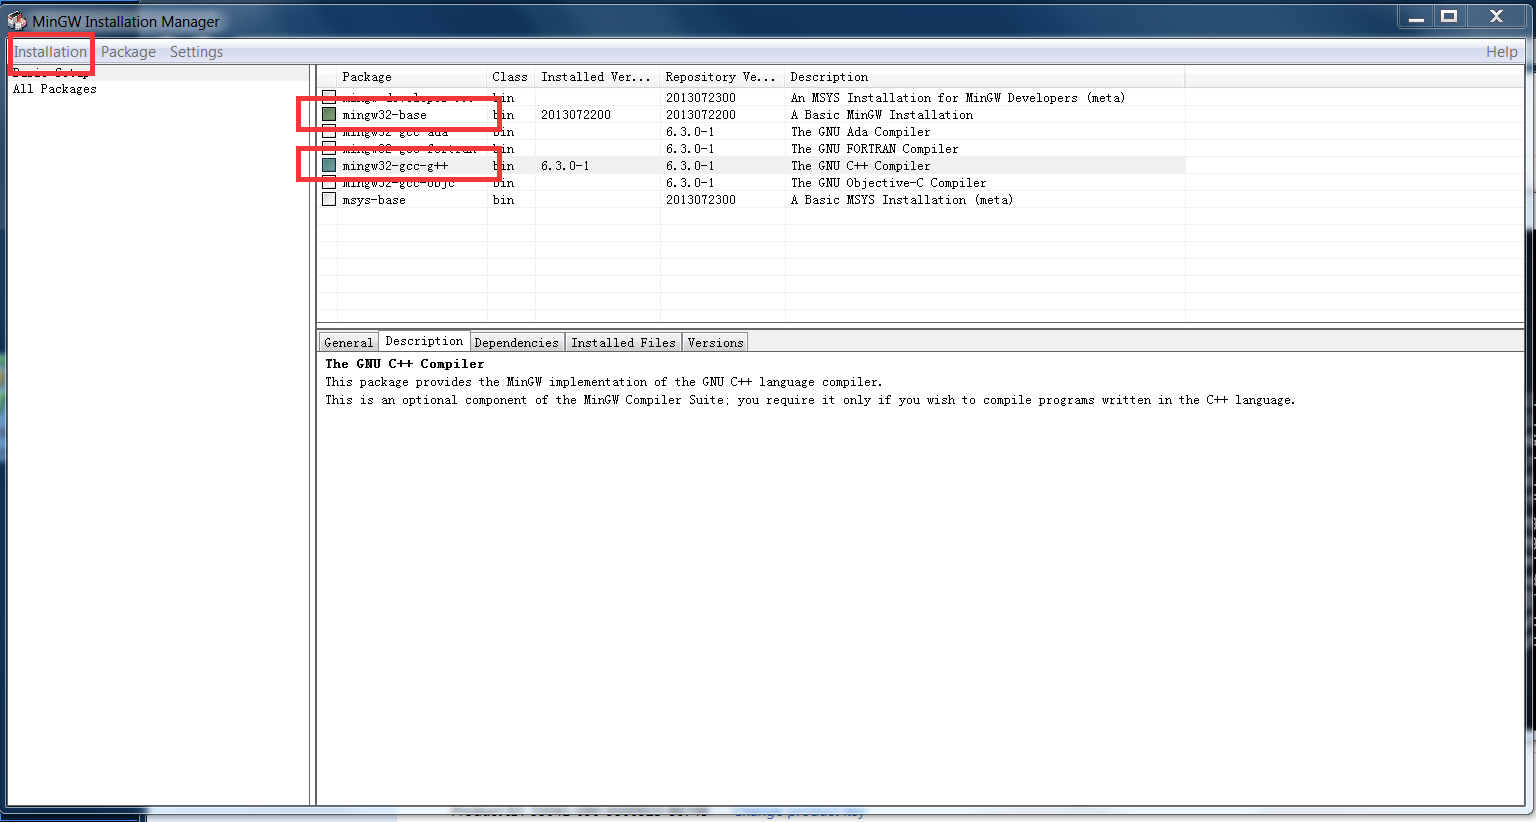 MinGW Installation Manager
Installation Package Settings Help
Basic Setup
All Packages
Package Class Installed Ver... Repository Ve... Description
mingw-developer-... bin 2013072300 An MSYS Installation for MinGW Developers (meta)
mingw32-base bin 2013072200 2013072200 A Basic MinGW Installation
mingw32-gcc-ada bin 6.3.0-1 The GNU Ada Compiler
mingw32-gcc-fortran bin 6.3.0-1 The GNU FORTRAN Compiler
mingw32-gcc-g++ bin 6.3.0-1 6.3.0-1 The GNU C++ Compiler
mingw32-gcc-objc bin 6.3.0-1 The GNU Objective-C Compiler
msys-base bin 2013072300 A Basic MSYS Installation (meta)
General Description Dependencies Installed Files Versions
The GNU C++ Compiler
This package provides the MinGW implementation of the GNU C++ language compiler.
This is an optional component of the MinGW Compiler Suite; you require it only if you wish to compile programs written in the C++ language.
change product key